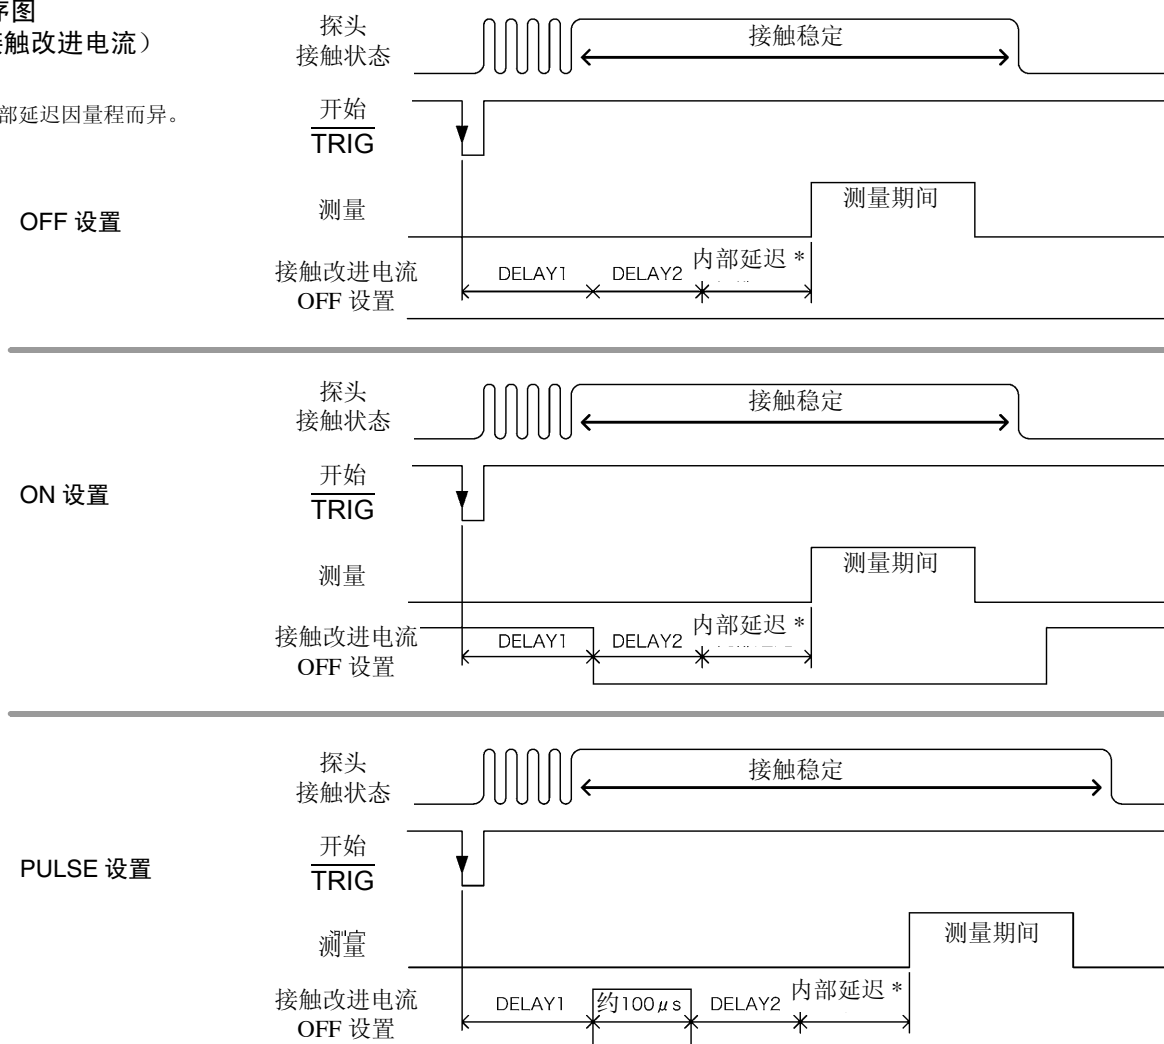 序图
触改进电流）
部延迟因量程而异。
探头
接触状态
接触稳定
开始
TRIG
OFF 设置
测量
测量期间
接触改进电流
OFF 设置
DELAY1
DELAY2
内部延迟 *
探头
接触状态
接触稳定
ON 设置
开始
TRIG
测量
测量期间
接触改进电流
OFF 设置
DELAY1
DELAY2
内部延迟 *
探头
接触状态
接触稳定
PULSE 设置
开始
TRIG
测量
测量期间
接触改进电流
OFF 设置
DELAY1
约100μs
DELAY2
内部延迟 *